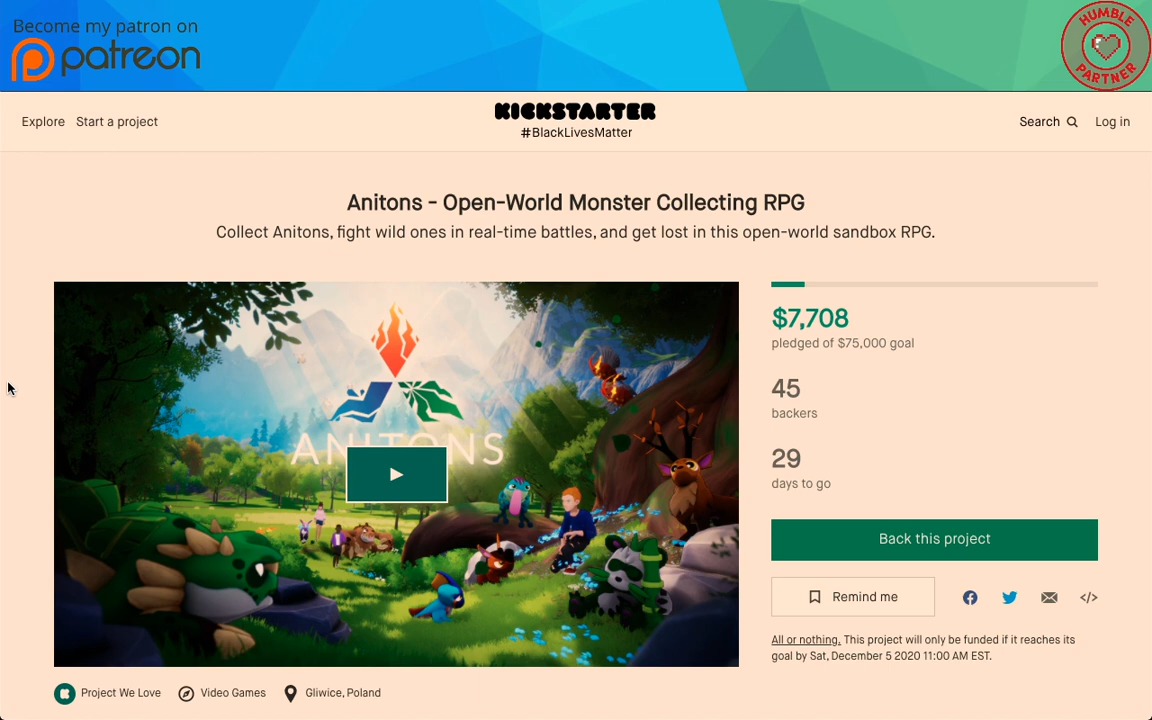 Become my patron on
patreon
HUMBLE
PARTNER
Explore Start a project
KICKSTARTER
#BlackLivesMatter
Search Log in
Anitons - Open-World Monster Collecting RPG
Collect Anitons, fight wild ones in real-time battles, and get lost in this open-world sandbox RPG.
ANITONS
$7,708
pledged of $75,000 goal
45
backers
29
days to go
Back this project
Remind me
</>
All or nothing. This project will only be funded if it reaches its
goal by Sat, December 5 2020 11:00 AM EST.
Project We Love Video Games Gliwice, Poland